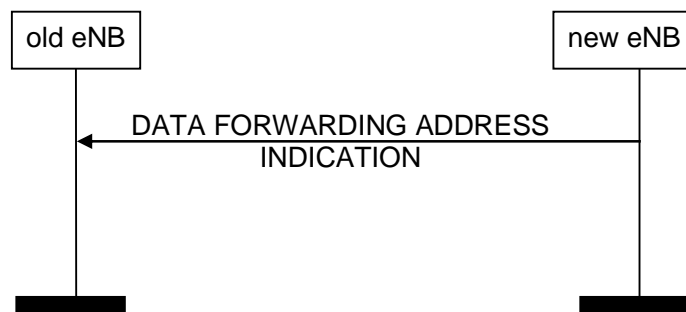 old eNB
new eNB
DATA FORWARDING ADDRESS
INDICATION